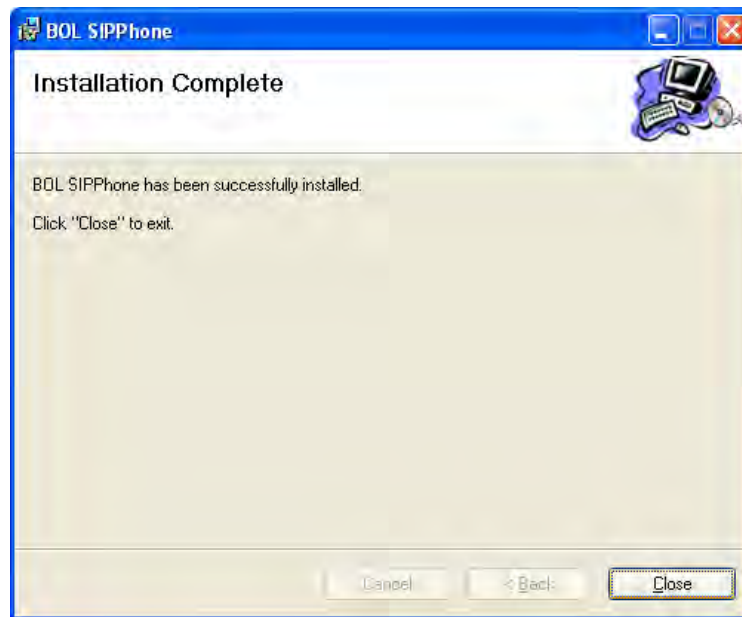 BOL SIPPhone
Installation Complete
BOL SIPPhone has been successfully installed.
Click "Close" to exit.
Cancel
< Back
Close